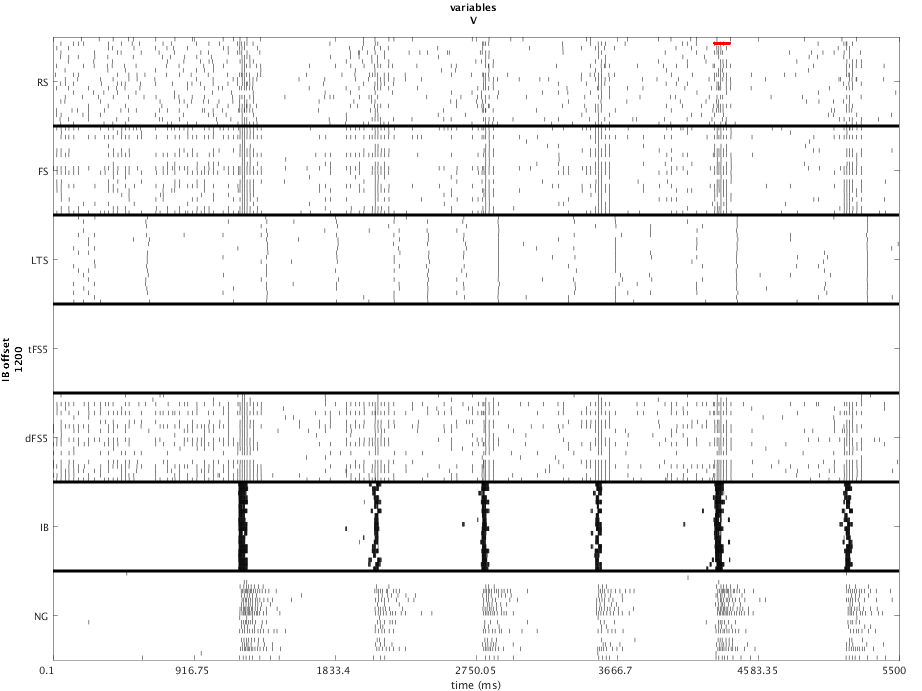 variables
V
RS
FS
LTS
tFS5
dFS5
IB
NG
IB offset
1200
0.1
916.75
1833.4
2750.05
3666.7
4583.35
5500
time (ms)